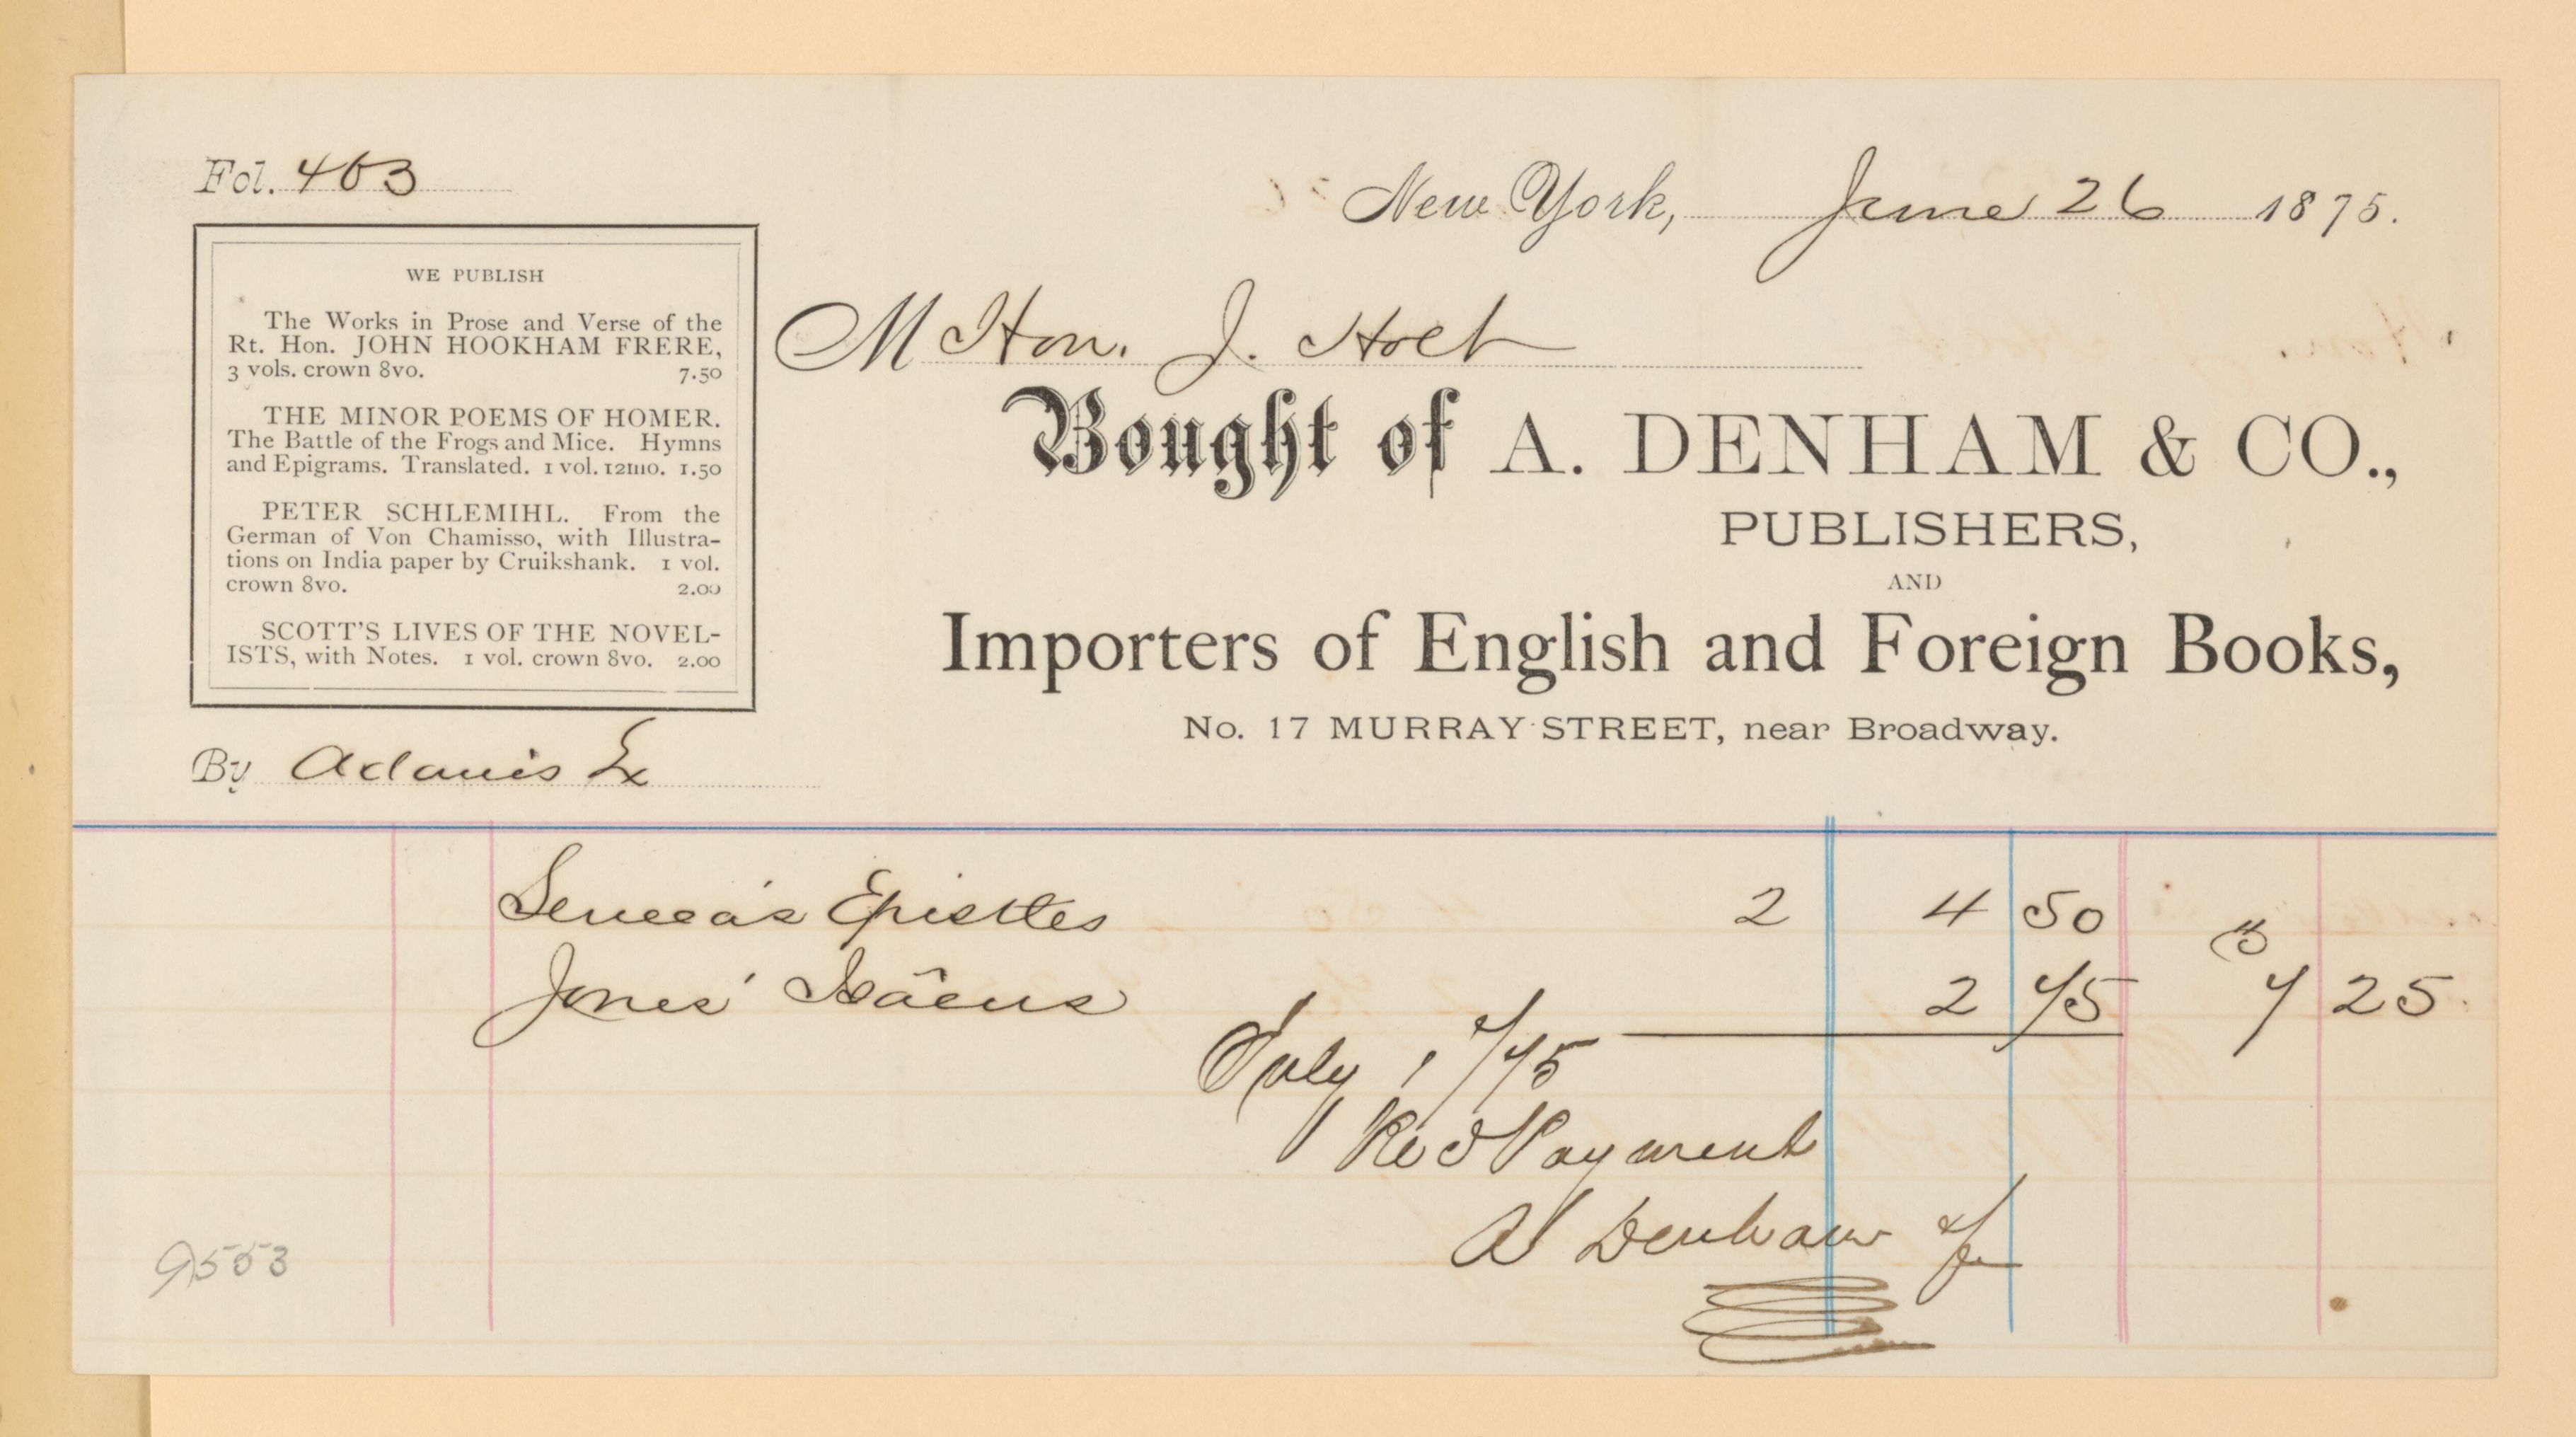 Fol. 463
New York, June 26 1875.
WE PUBLISH
The Works in Prose and Verse of the
Rt. Hon. JOHN HOOKHAM FRERE,
3 vols. crown 8vo. 7.50
THE MINOR POEMS OF HOMER.
The Battle of the Frogs and Mice. Hymns
and Epigrams. Translated. 1 vol. 12mo. 1.50
PETER SCHLEMIHL. From the
German of Von Chamisso, with Illustra-
tions on India paper by Cruikshank. 1 vol.
crown 8vo. 2.00
SCOTT'S LIVES OF THE NOVEL-
ISTS, with Notes. 1 vol. crown 8vo. 2.00
M Hon. J. Holt
Bought of A. DENHAM & CO.,
PUBLISHERS,
AND
Importers of English and Foreign Books,
No. 17 MURRAY STREET, near Broadway.
By Adams Ex
Seneca's Epistles 2 4 50
Jones' Isäeus 2 75 $ 7 25
July 1st/75
Rec'd Payment
A Denham & Co
9553